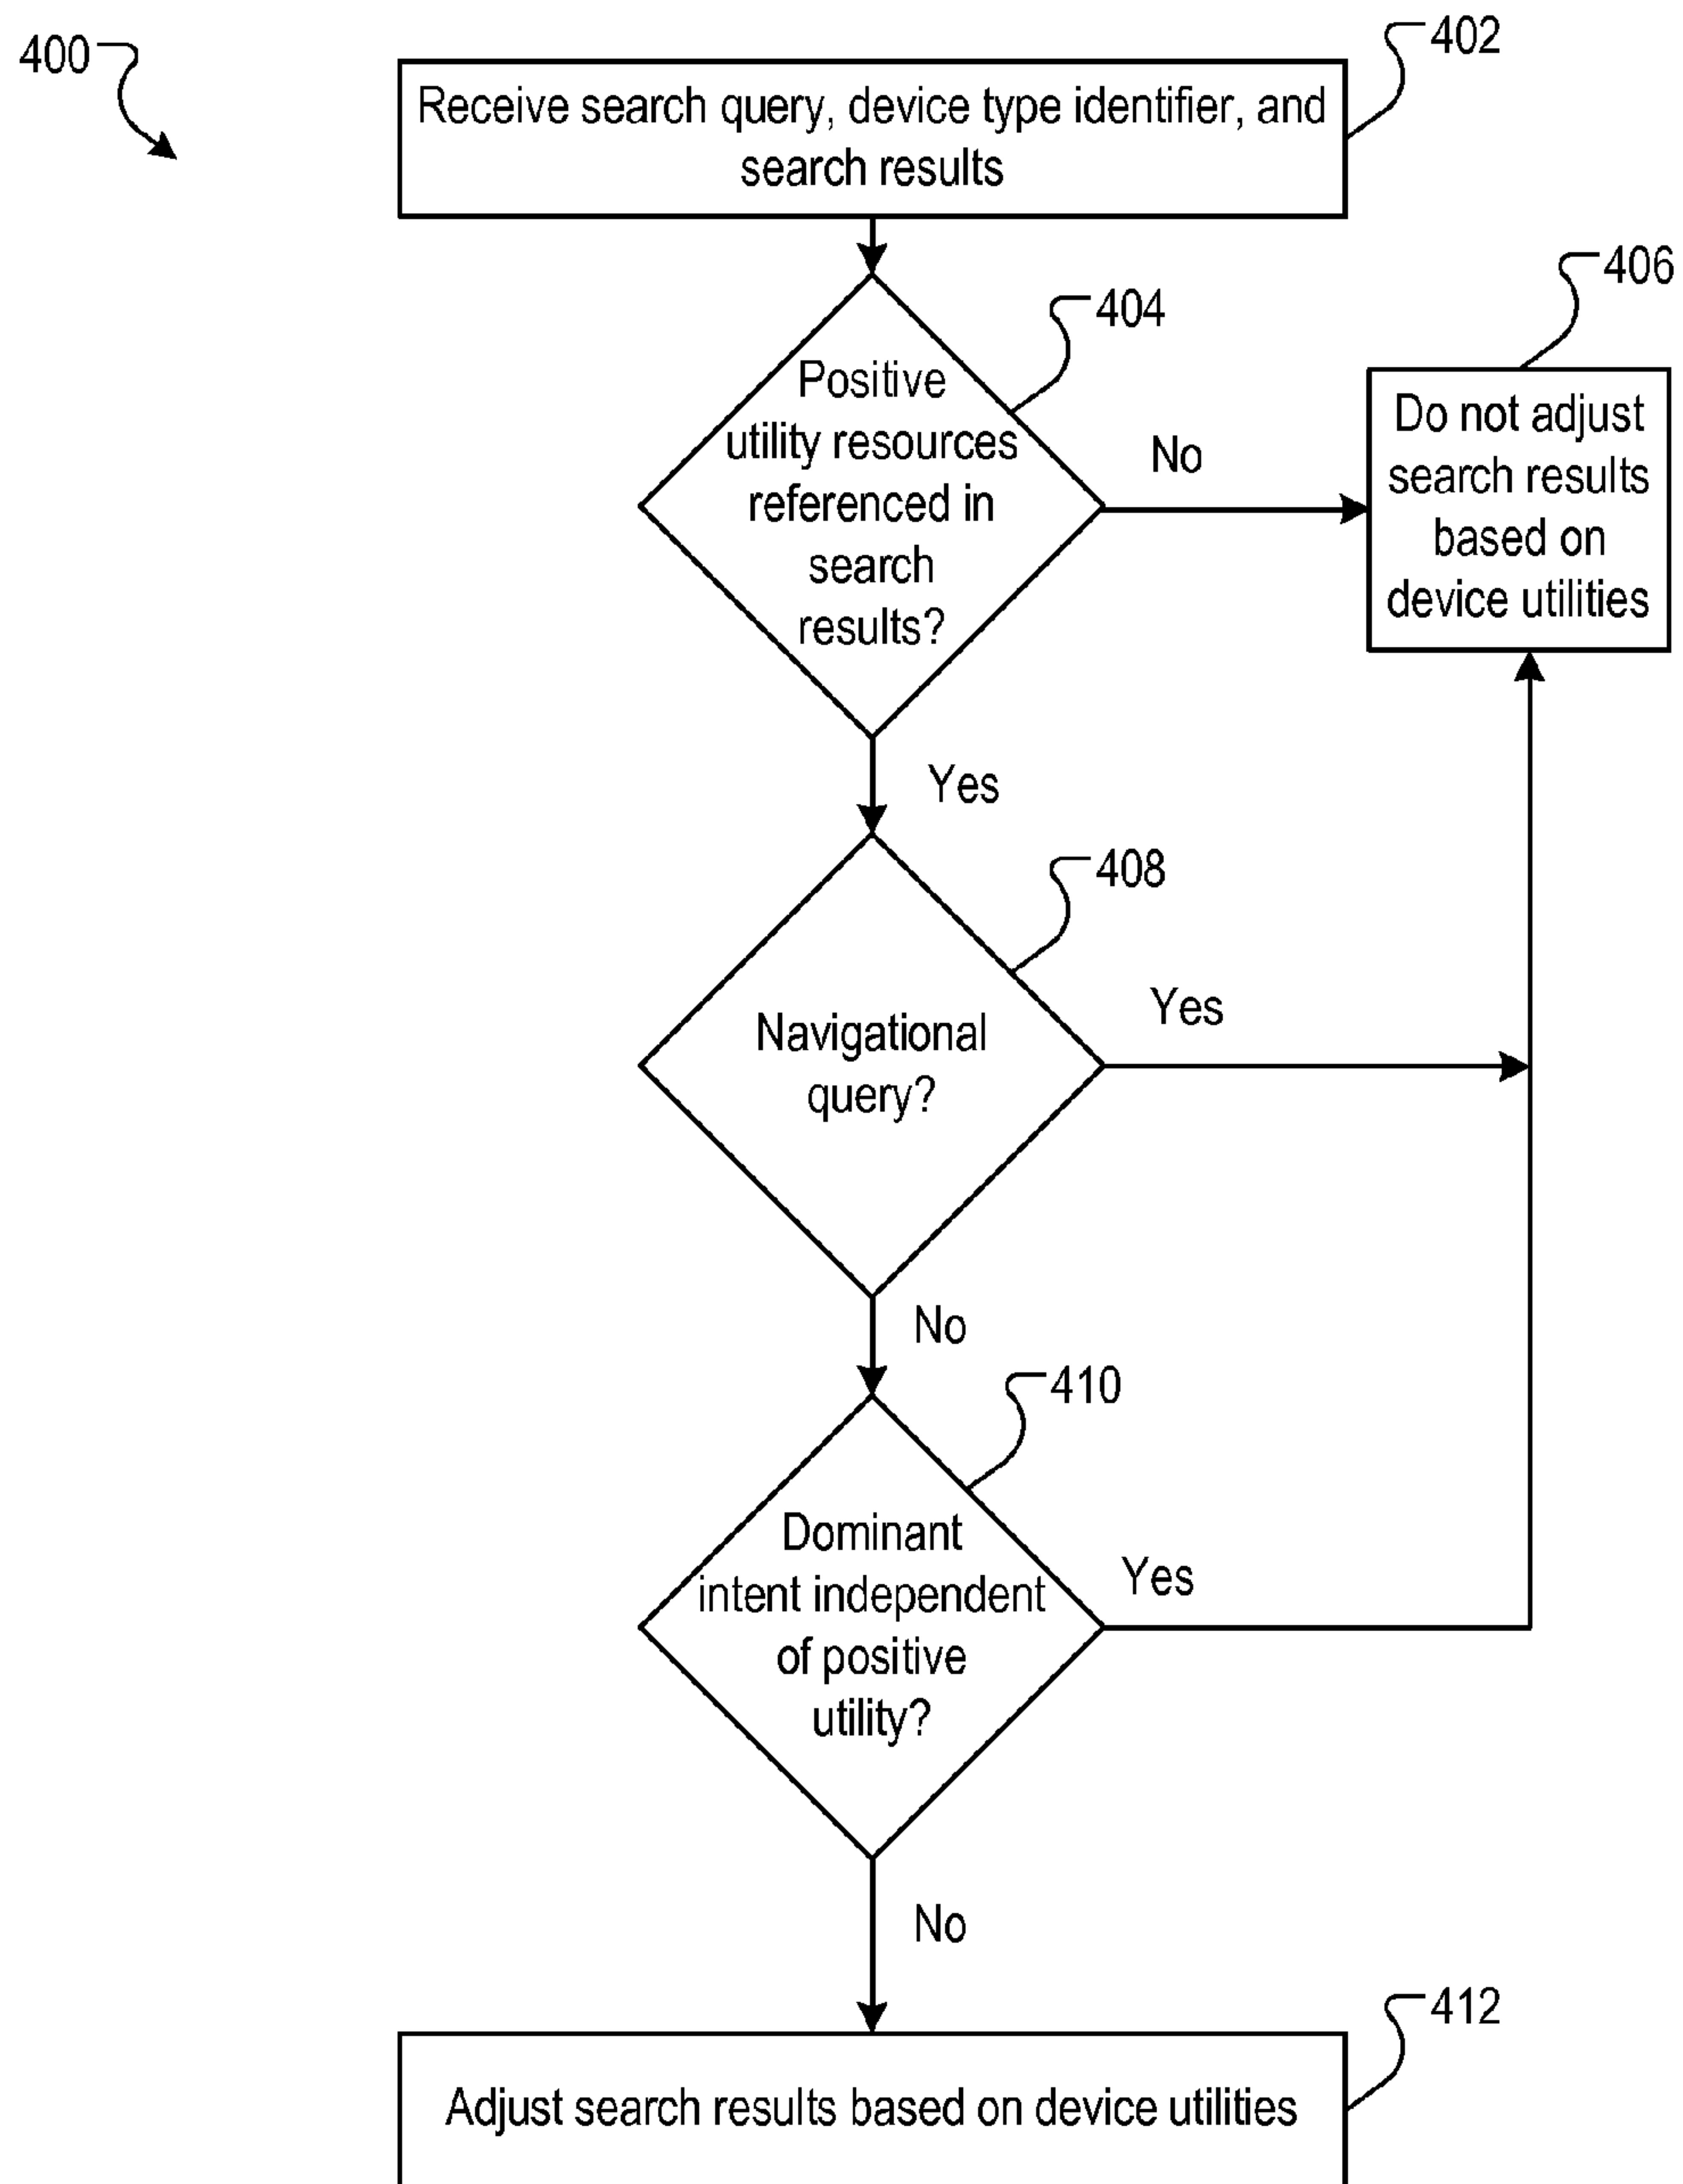 400
402
Receive search query, device type identifier, and
search results
404
406
Positive
utility resources
referenced in
search
results?
No
Do not adjust
search results
based on
device utilities
Yes
408
Navigational
query?
Yes
No
410
Dominant
intent independent
of positive
utility?
Yes
No
412
Adjust search results based on device utilities